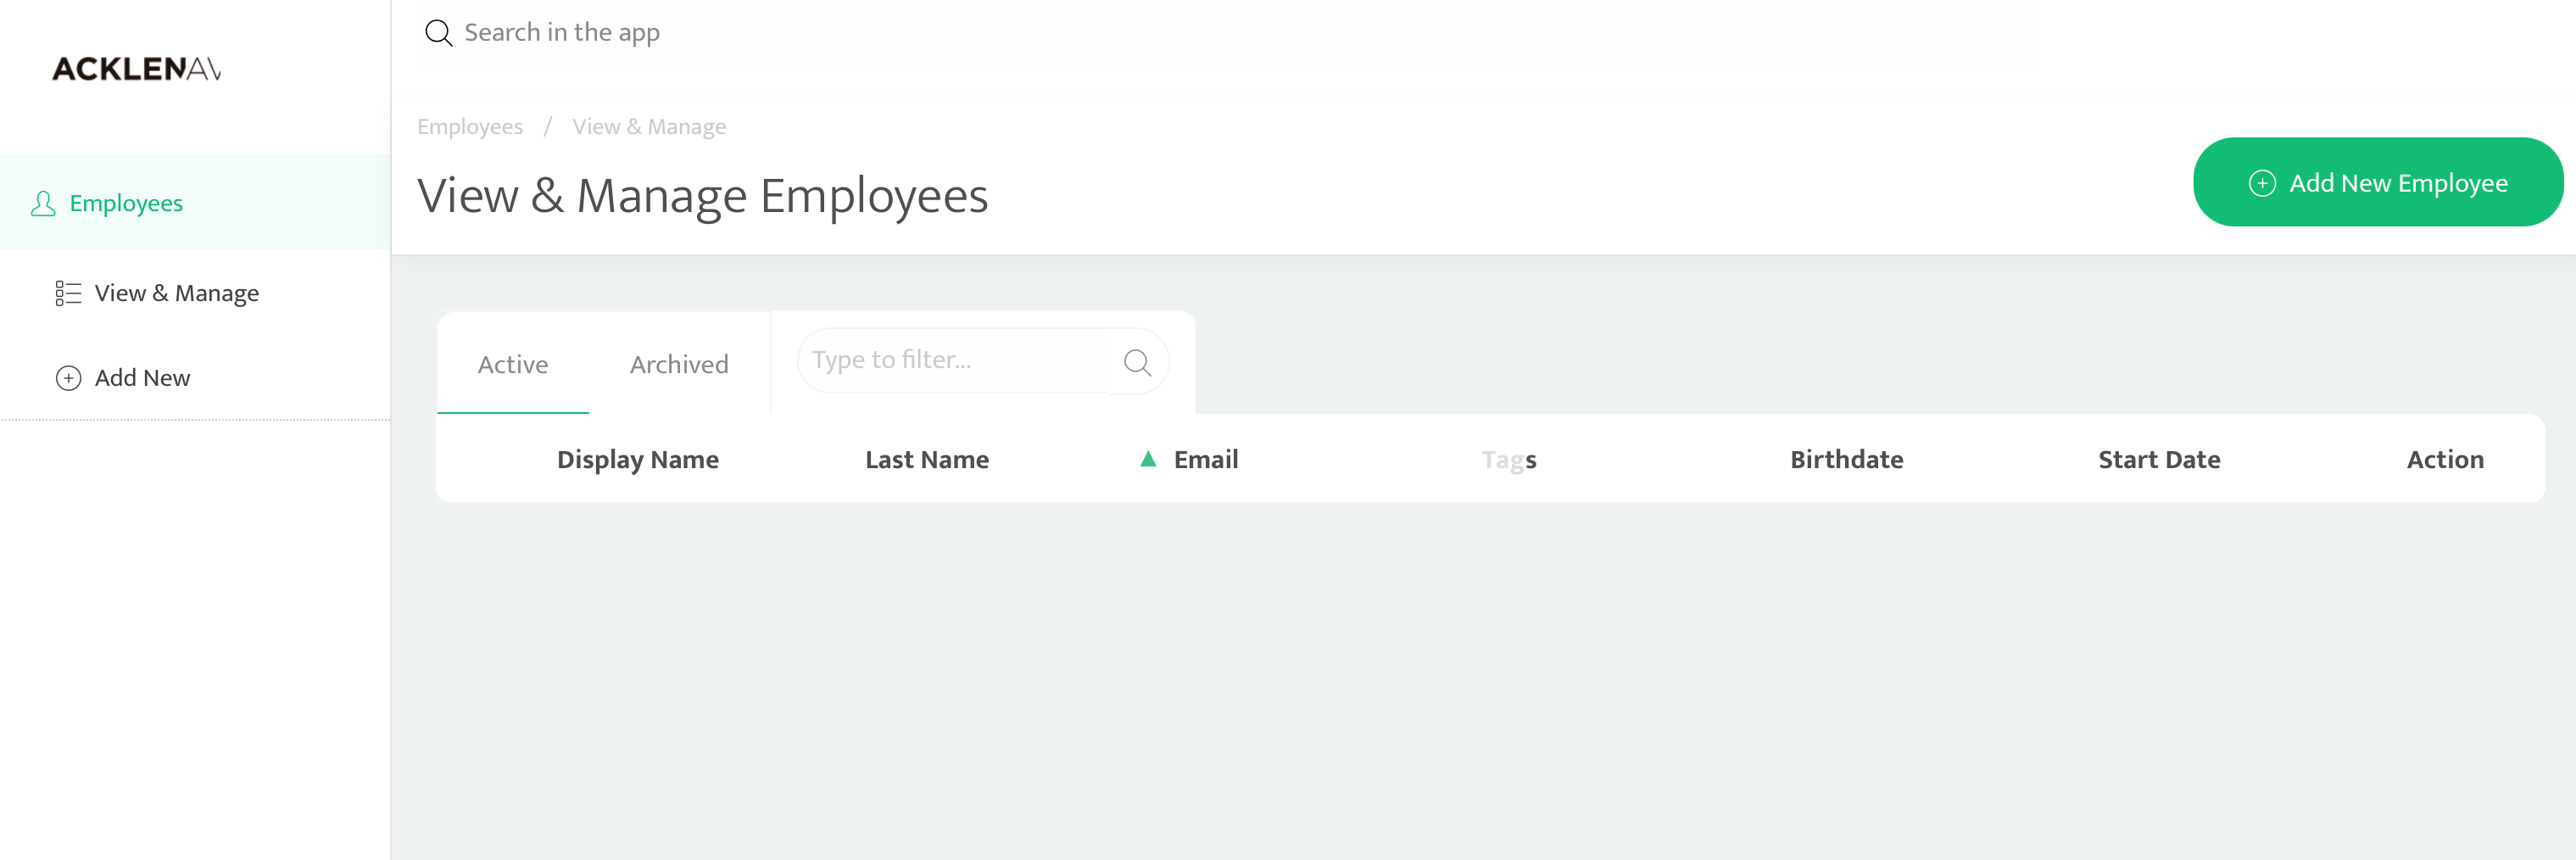 ACKLENAV
Search in the app
Employees / View & Manage
View & Manage Employees
Add New Employee
Employees
View & Manage
Add New
Active Archived Type to filter...
Display Name Last Name ▲ Email Tags Birthdate Start Date Action